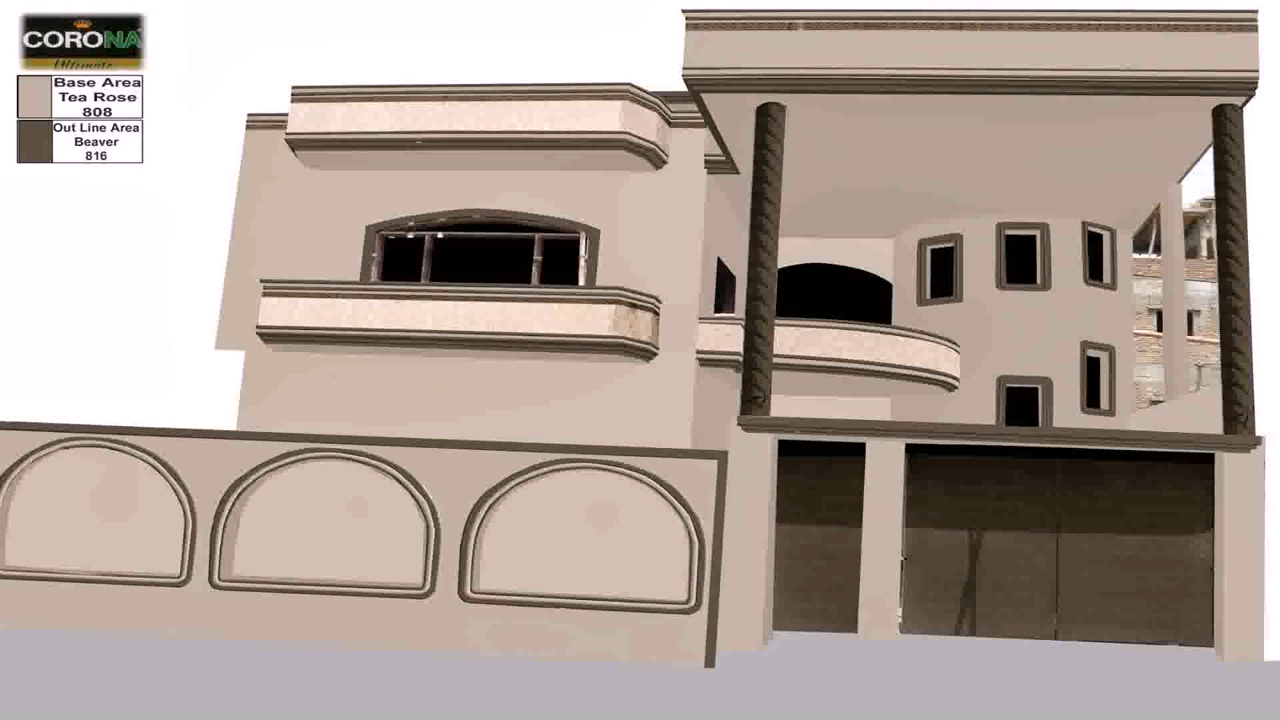 CORONA
Ultimate
Base Area
Tea Rose
808
Out Line Area
Beaver
816